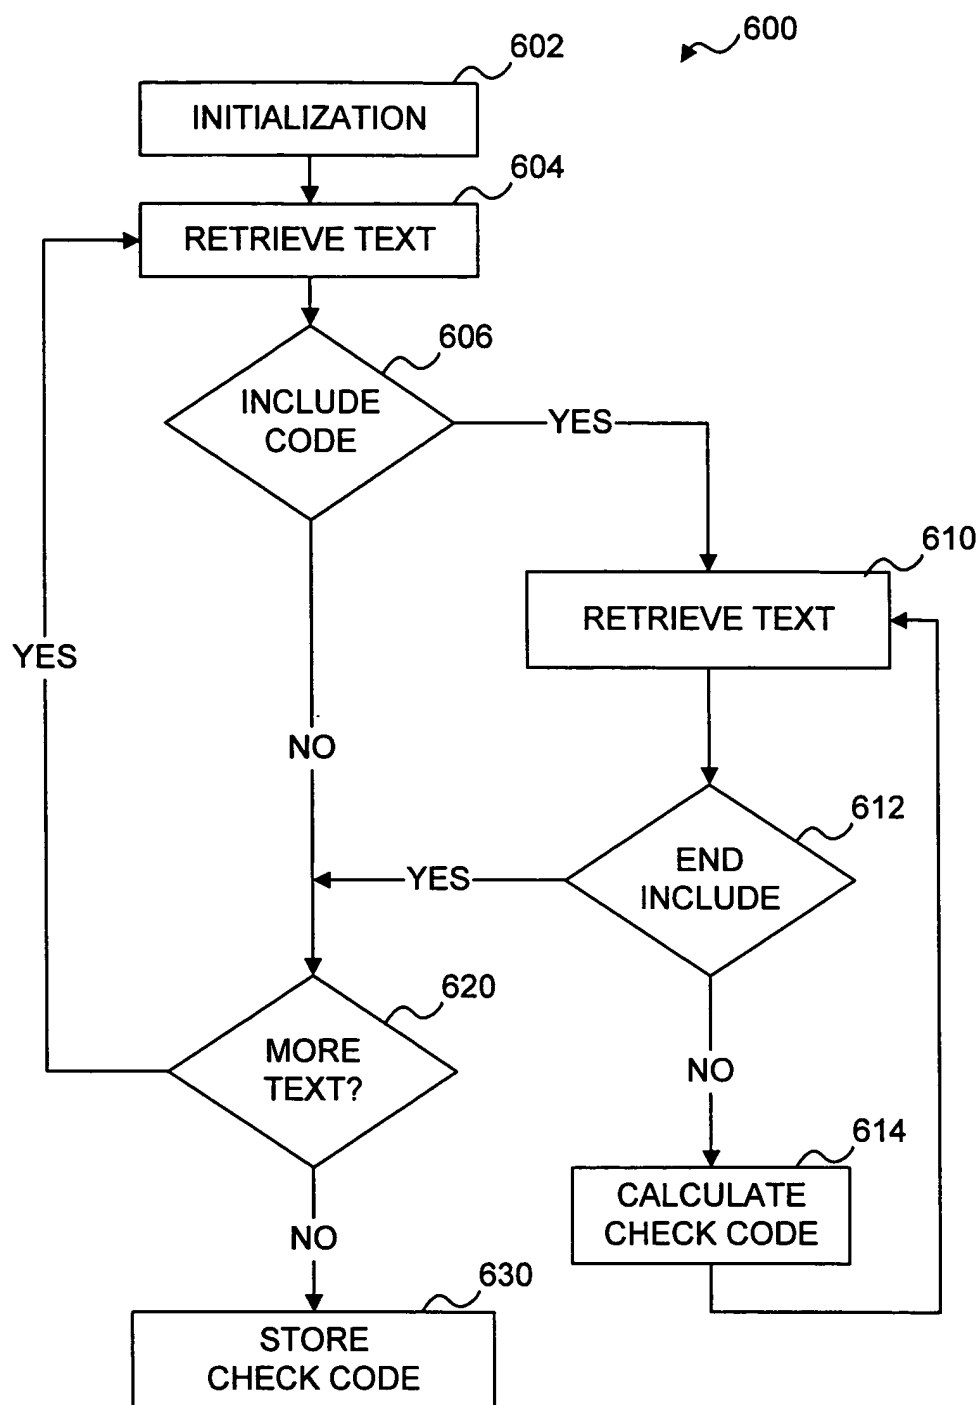 600
602
INITIALIZATION
604
RETRIEVE TEXT
606
INCLUDE
CODE
YES
610
RETRIEVE TEXT
YES
NO
612
END
INCLUDE
YES
620
MORE
TEXT?
NO
614
CALCULATE
CHECK CODE
NO
630
STORE
CHECK CODE